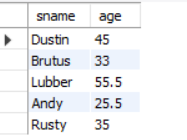 sname age
Dustin 45
Brutus 33
Lubber 55.5
Andy 25.5
Rusty 35